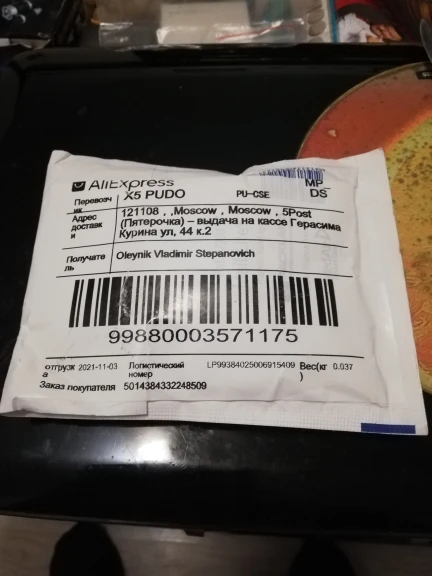 AliExpress
MP
Перевозч
ик
X5 PUDO
PU-CSE
DS
Адрес
доставк
и
121108 , ,Moscow , Moscow , 5Post
(Пятерочка) – выдача на кассе Герасима
Курина ул, 44 к.2
Получате
ль
Oleynik Vladimir Stepanovich
99880003571175
отгрузк
а
2021-11-03
Логистический
номер
LP99384025006915409
Вес(кг
)
0.037
Заказ покупателя
5014384332248509